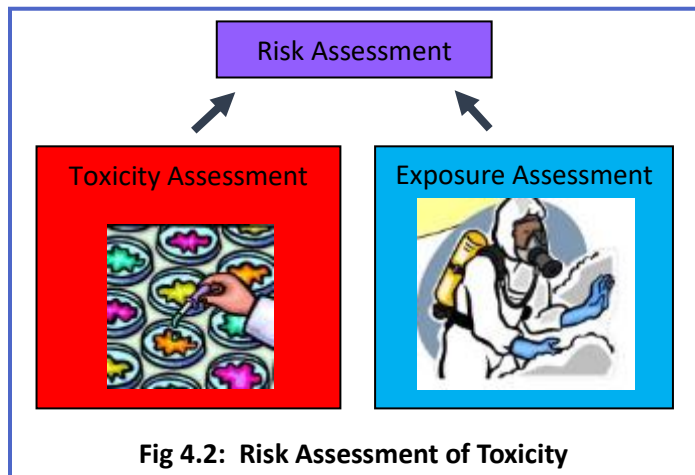 Risk Assessment
Toxicity Assessment
Exposure Assessment
Fig 4.2: Risk Assessment of Toxicity